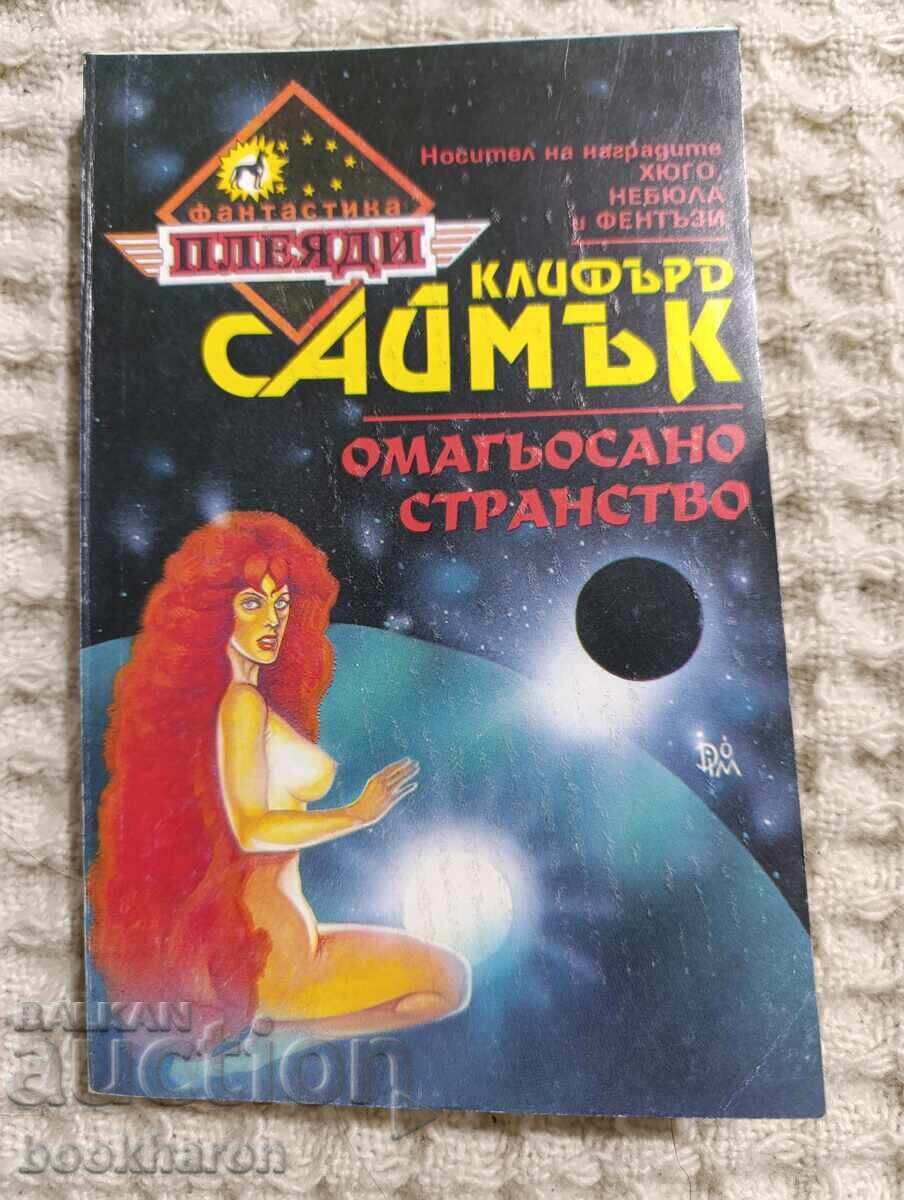 Носител на наградите
ХЮГО,
НЕБЮЛА
и ФЕНТЪЗИ
фантастика
ПЛЕЯДИ
КЛИФЪРД
САЙМЪК
ОМАГЬОСАНО
СТРАНСТВО
BALKAN
auction
bookharon